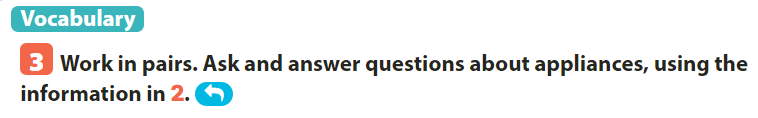 Vocabulary
3 Work in pairs. Ask and answer questions about appliances, using the
information in 2.